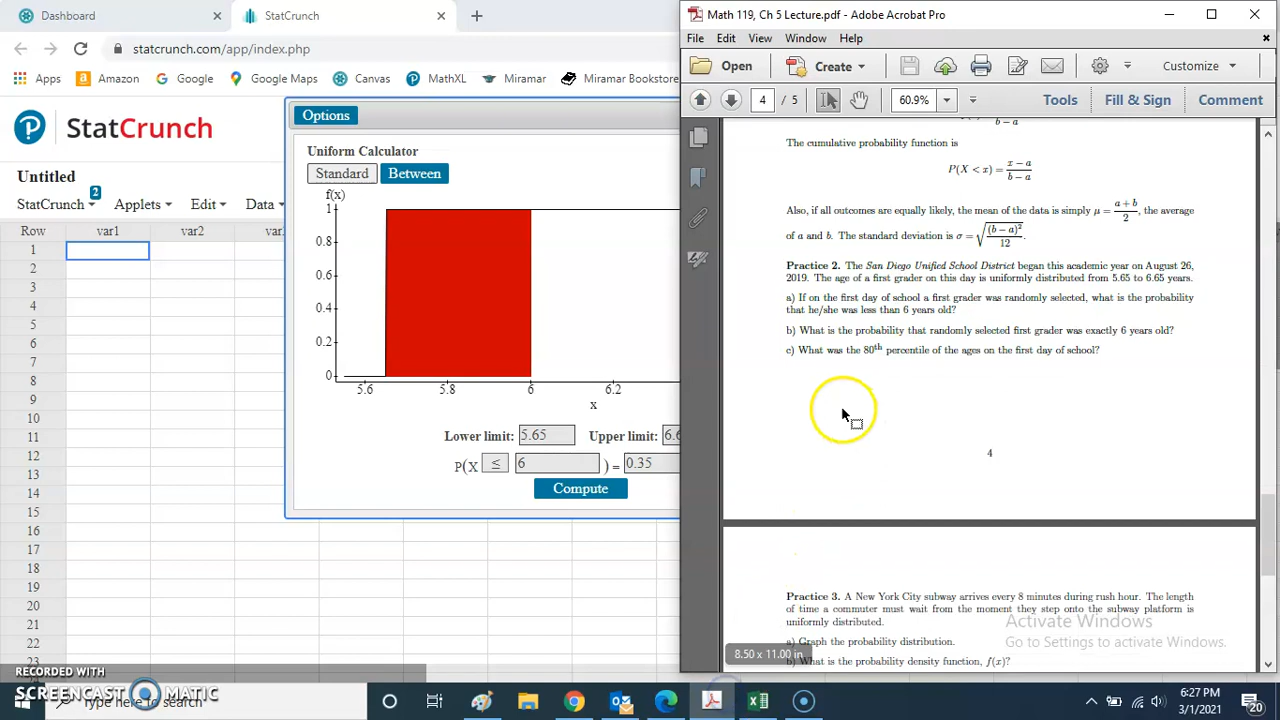 Dashboard
StatCrunch
Math 119, Ch 5 Lecture.pdf - Adobe Acrobat Pro
statcrunch.com/app/index.php
File Edit View Window Help
Apps Amazon Google Google Maps Canvas MathXL Miramar Miramar Bookstore
Open Create Customize
4 / 5 60.9% Tools Fill & Sign Comment
StatCrunch
Untitled
StatCrunch 2 Applets Edit Data
Row var1 var2
1
2
3
4
5
6
7
8
9
10
11
12
13
14
15
16
17
18
19
20
21
22
23
Options
Uniform Calculator
Standard Between
f(x)
1
0.8
0.6
0.4
0.2
0
5.6 5.8 6 6.2
x
Lower limit: 5.65 Upper limit: 6.6
P(X ≤ 6 )= 0.35
Compute
b − a
The cumulative probability function is
P(X < x) = x − a / b − a
Also, if all outcomes are equally likely, the mean of the data is simply μ = a + b / 2, the average
of a and b. The standard deviation is σ = √(b − a)² / 12.
Practice 2. The San Diego Unified School District began this academic year on August 26,
2019. The age of a first grader on this day is uniformly distributed from 5.65 to 6.65 years.
a) If on the first day of school a first grader was randomly selected, what is the probability
that he/she was less than 6 years old?
b) What is the probability that randomly selected first grader was exactly 6 years old?
c) What was the 80th percentile of the ages on the first day of school?
4
Practice 3. A New York City subway arrives every 8 minutes during rush hour. The length
of time a commuter must wait from the moment they step onto the subway platform is
uniformly distributed.
a) Graph the probability distribution.
b) What is the probability density function, f(x)?
8.50 x 11.00 in
Activate Windows
Go to Settings to activate Windows.
RECORDED WITH
SCREENCAST MATIC
Type here to search
6:27 PM
3/1/2021
20